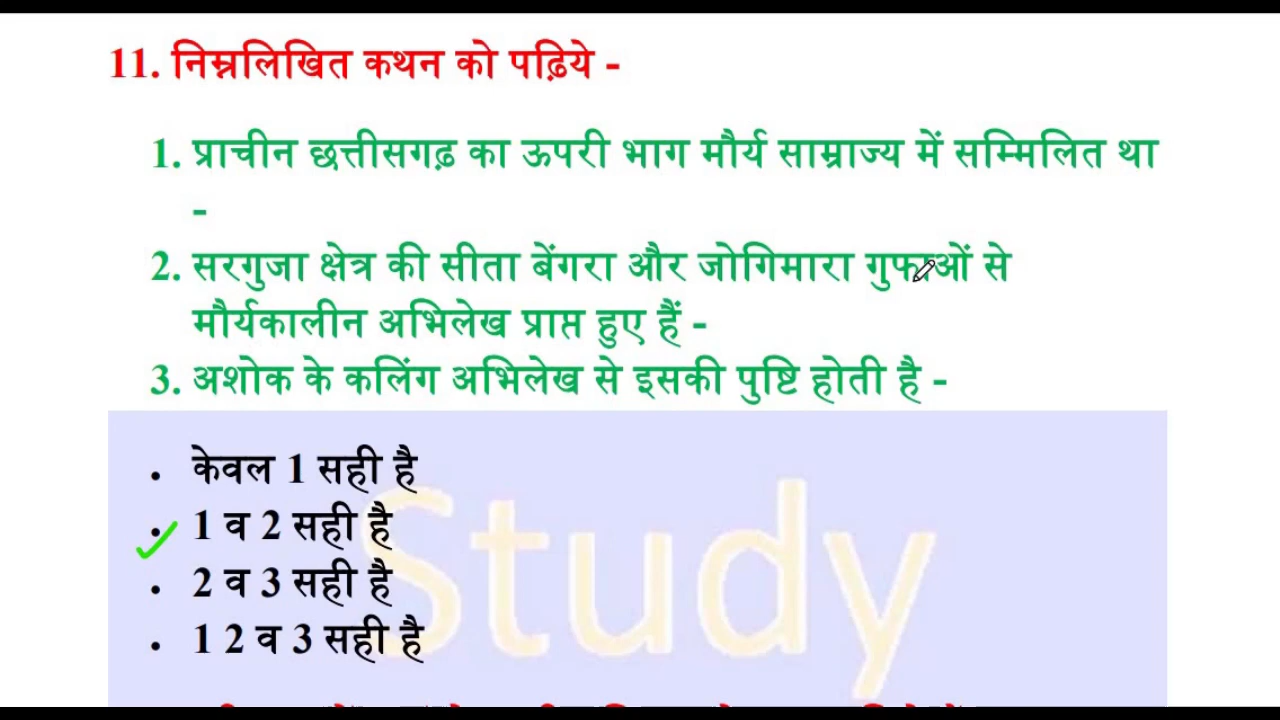 11. निम्नलिखित कथन को पढ़िये -
1. प्राचीन छत्तीसगढ़ का ऊपरी भाग मौर्य साम्राज्य में सम्मिलित था
-
2. सरगुजा क्षेत्र की सीता बेंगरा और जोगिमारा गुफाओं से
मौर्यकालीन अभिलेख प्राप्त हुए हैं -
3. अशोक के कलिंग अभिलेख से इसकी पुष्टि होती है -
• केवल 1 सही है
• 1 व 2 सही है
• 2 व 3 सही है
• 1 2 व 3 सही है
Study